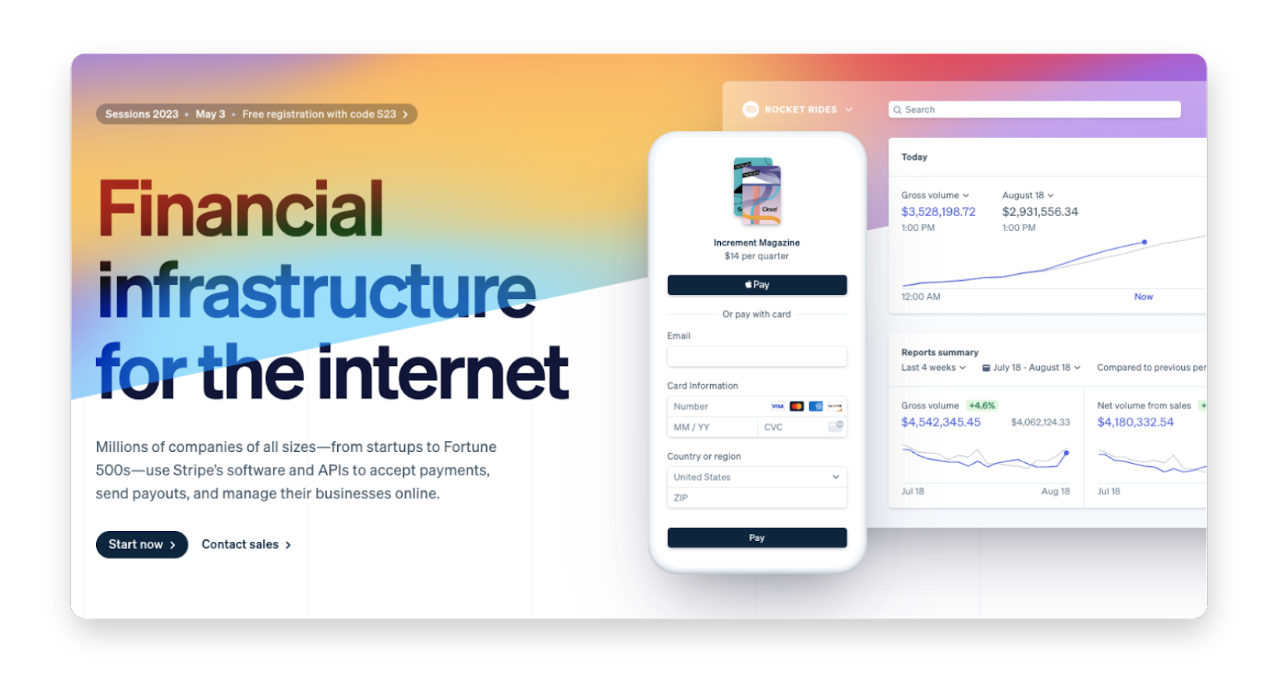 Sessions 2023 • May 3 • Free registration with code S23
Financial
infrastructure
for the internet
Millions of companies of all sizes—from startups to Fortune
500s—use Stripe's software and APIs to accept payments,
send payouts, and manage their businesses online.
Start now
Contact sales
Cloud
Increment Magazine
$14 per quarter
Pay
Or pay with card
Email
Card Information
Number VISA
MM / YY CVC
Country or region
United States
ZIP
Pay
ROCKET RIDES
Search
Today
Gross volume August 18
$3,528,198.72 $2,931,556.34
1:00 PM 1:00 PM
12:00 AM Now
Reports summary
Last 4 weeks July 18 - August 18 Compared to previous per
Gross volume +4.6% Net volume from sales +
$4,542,345.45 $4,062,124.33 $4,180,332.54
Jul 18 Aug 18 Jul 18